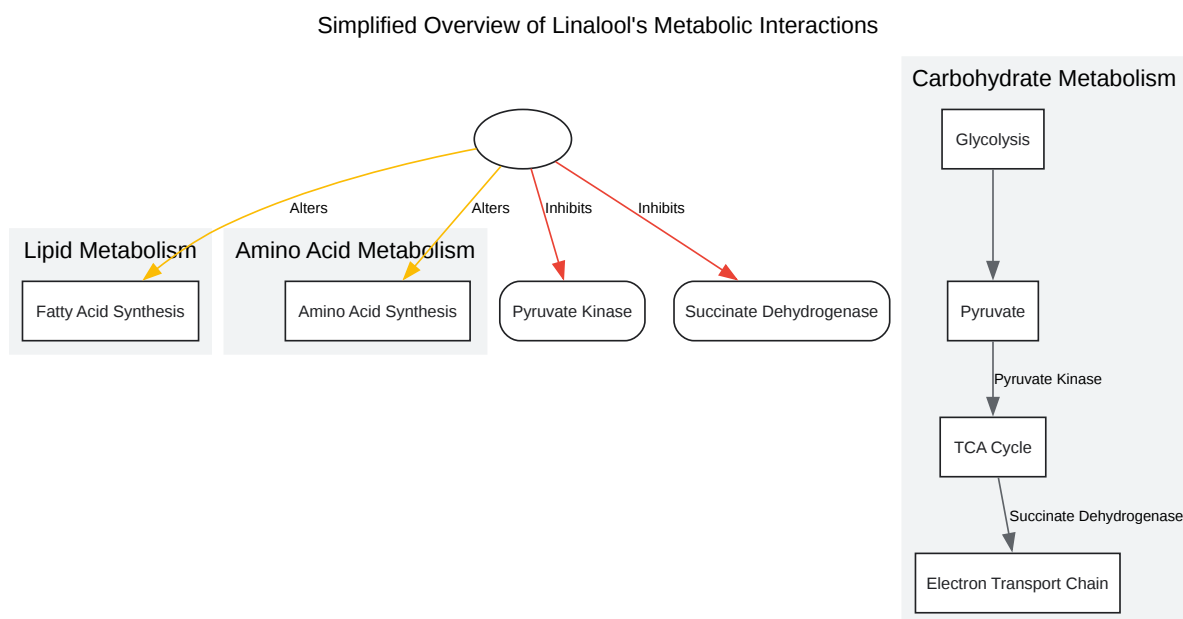 Simplified Overview of Linalool's Metabolic Interactions
Carbohydrate Metabolism
Glycolysis
Alters
Alters
Inhibits
Inhibits
Lipid Metabolism
Amino Acid Metabolism
Fatty Acid Synthesis
Amino Acid Synthesis
Pyruvate Kinase
Succinate Dehydrogenase
Pyruvate
Pyruvate Kinase
TCA Cycle
Succinate Dehydrogenase
Electron Transport Chain